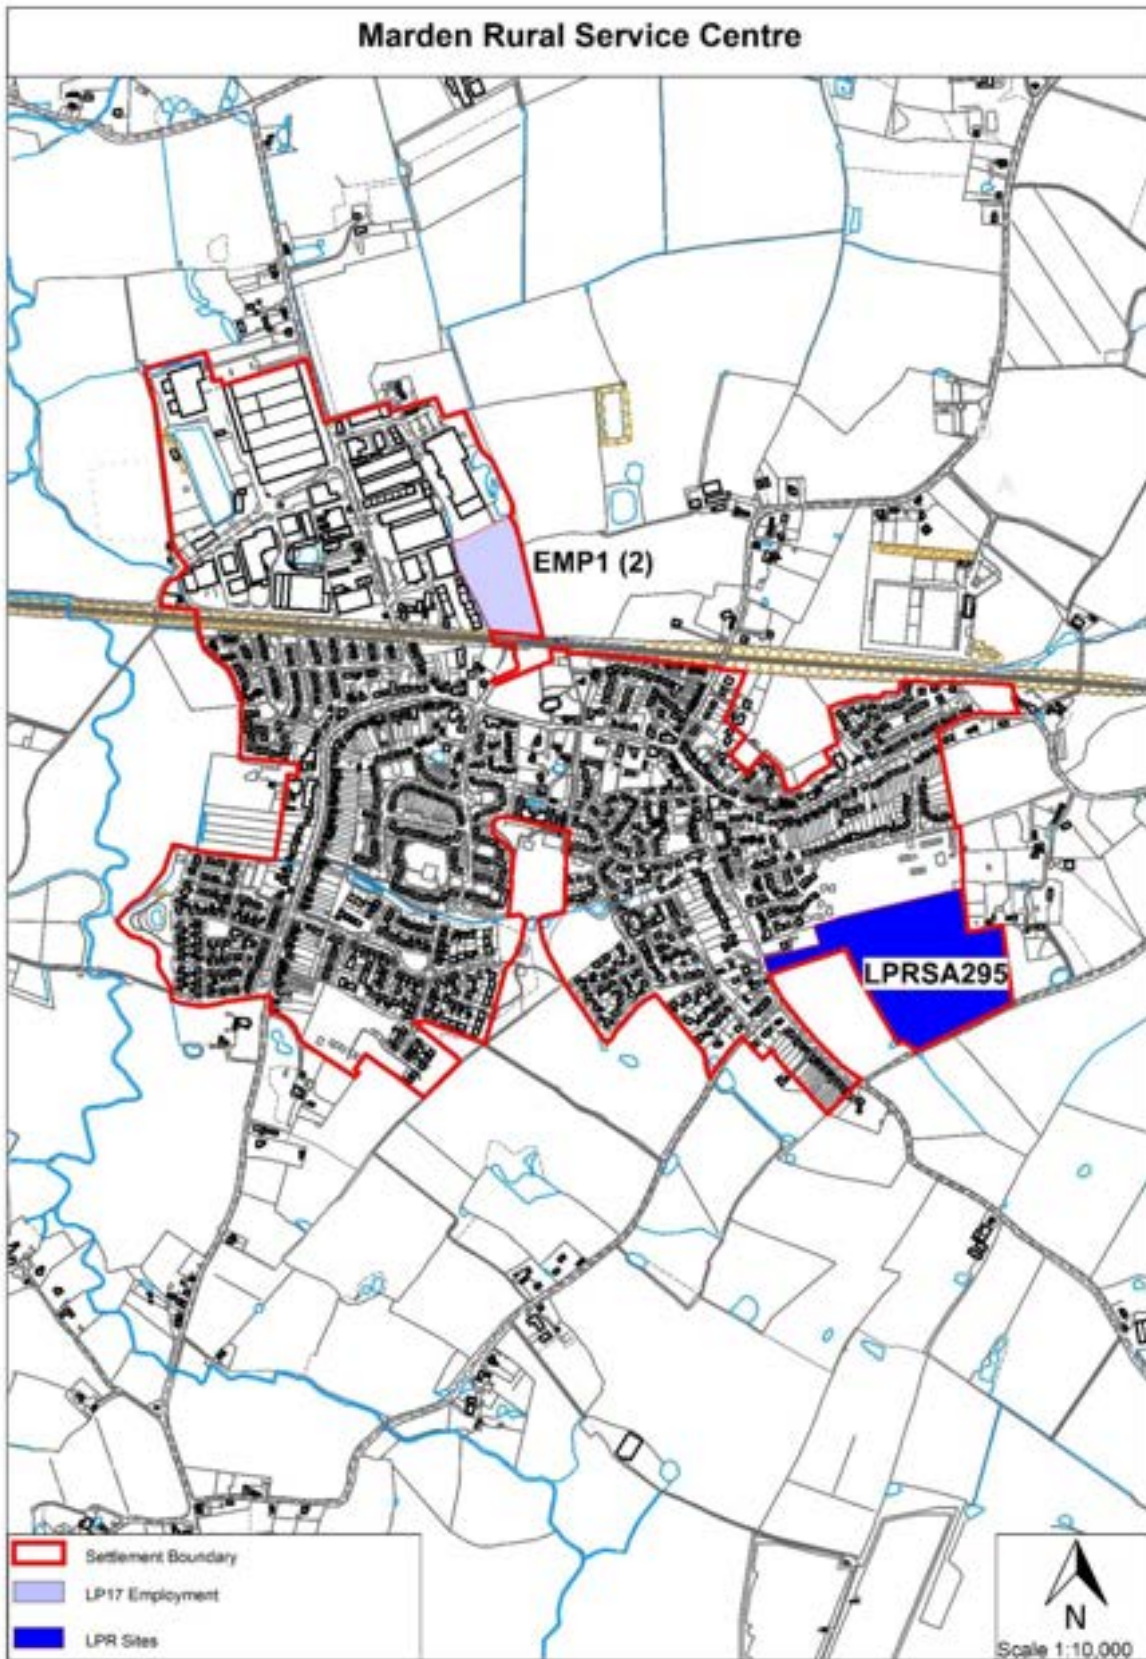 Marden Rural Service Centre
EMP1 (2)
LPRSA295
Settlement Boundary
LP17 Employment
LPR Sites
N
Scale 1:10,000